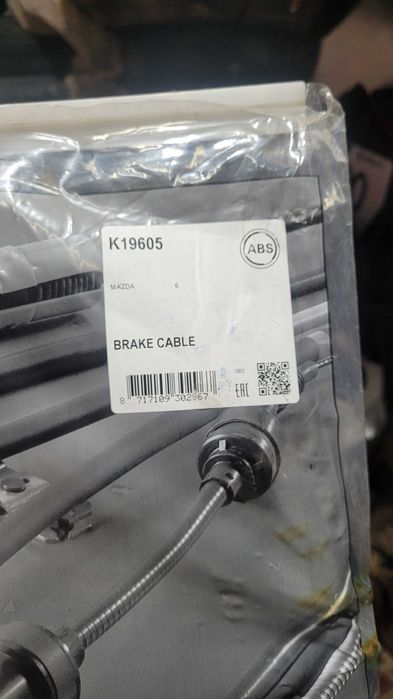 K19605
ABS
MAZDA 6
BRAKE CABLE
8 717109 302967
EAC